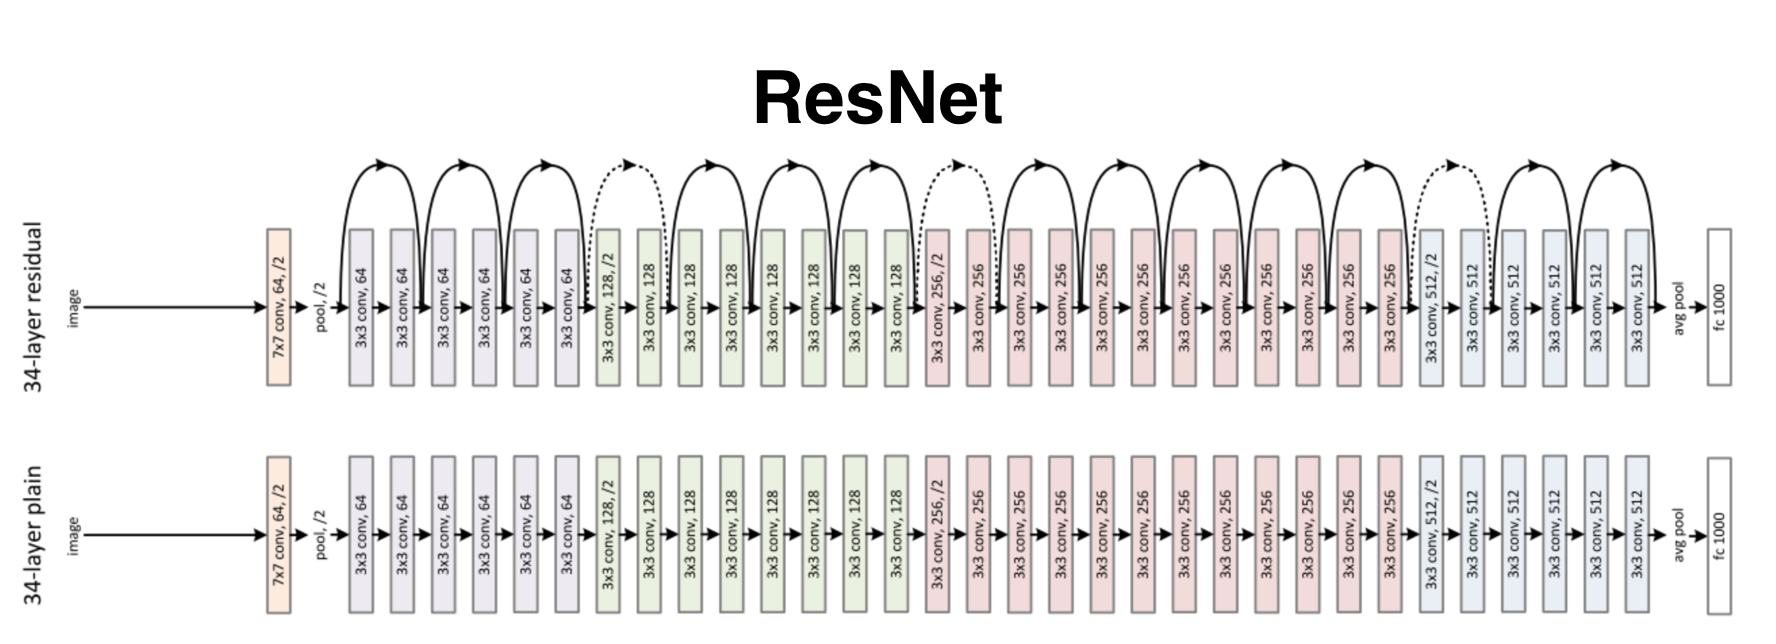 ResNet
34-layer residual
image
7x7 conv, 64, /2
pool, /2
3x3 conv, 64
3x3 conv, 64
3x3 conv, 64
3x3 conv, 64
3x3 conv, 64
3x3 conv, 64
3x3 conv, 128, /2
3x3 conv, 128
3x3 conv, 128
3x3 conv, 128
3x3 conv, 128
3x3 conv, 128
3x3 conv, 128
3x3 conv, 128
3x3 conv, 256, /2
3x3 conv, 256
3x3 conv, 256
3x3 conv, 256
3x3 conv, 256
3x3 conv, 256
3x3 conv, 256
3x3 conv, 256
3x3 conv, 256
3x3 conv, 256
3x3 conv, 256
3x3 conv, 256
3x3 conv, 512, /2
3x3 conv, 512
3x3 conv, 512
3x3 conv, 512
3x3 conv, 512
3x3 conv, 512
avg pool
fc 1000
34-layer plain
image
7x7 conv, 64, /2
pool, /2
3x3 conv, 64
3x3 conv, 64
3x3 conv, 64
3x3 conv, 64
3x3 conv, 64
3x3 conv, 64
3x3 conv, 128, /2
3x3 conv, 128
3x3 conv, 128
3x3 conv, 128
3x3 conv, 128
3x3 conv, 128
3x3 conv, 128
3x3 conv, 128
3x3 conv, 256, /2
3x3 conv, 256
3x3 conv, 256
3x3 conv, 256
3x3 conv, 256
3x3 conv, 256
3x3 conv, 256
3x3 conv, 256
3x3 conv, 256
3x3 conv, 256
3x3 conv, 256
3x3 conv, 256
3x3 conv, 512, /2
3x3 conv, 512
3x3 conv, 512
3x3 conv, 512
3x3 conv, 512
3x3 conv, 512
avg pool
fc 1000